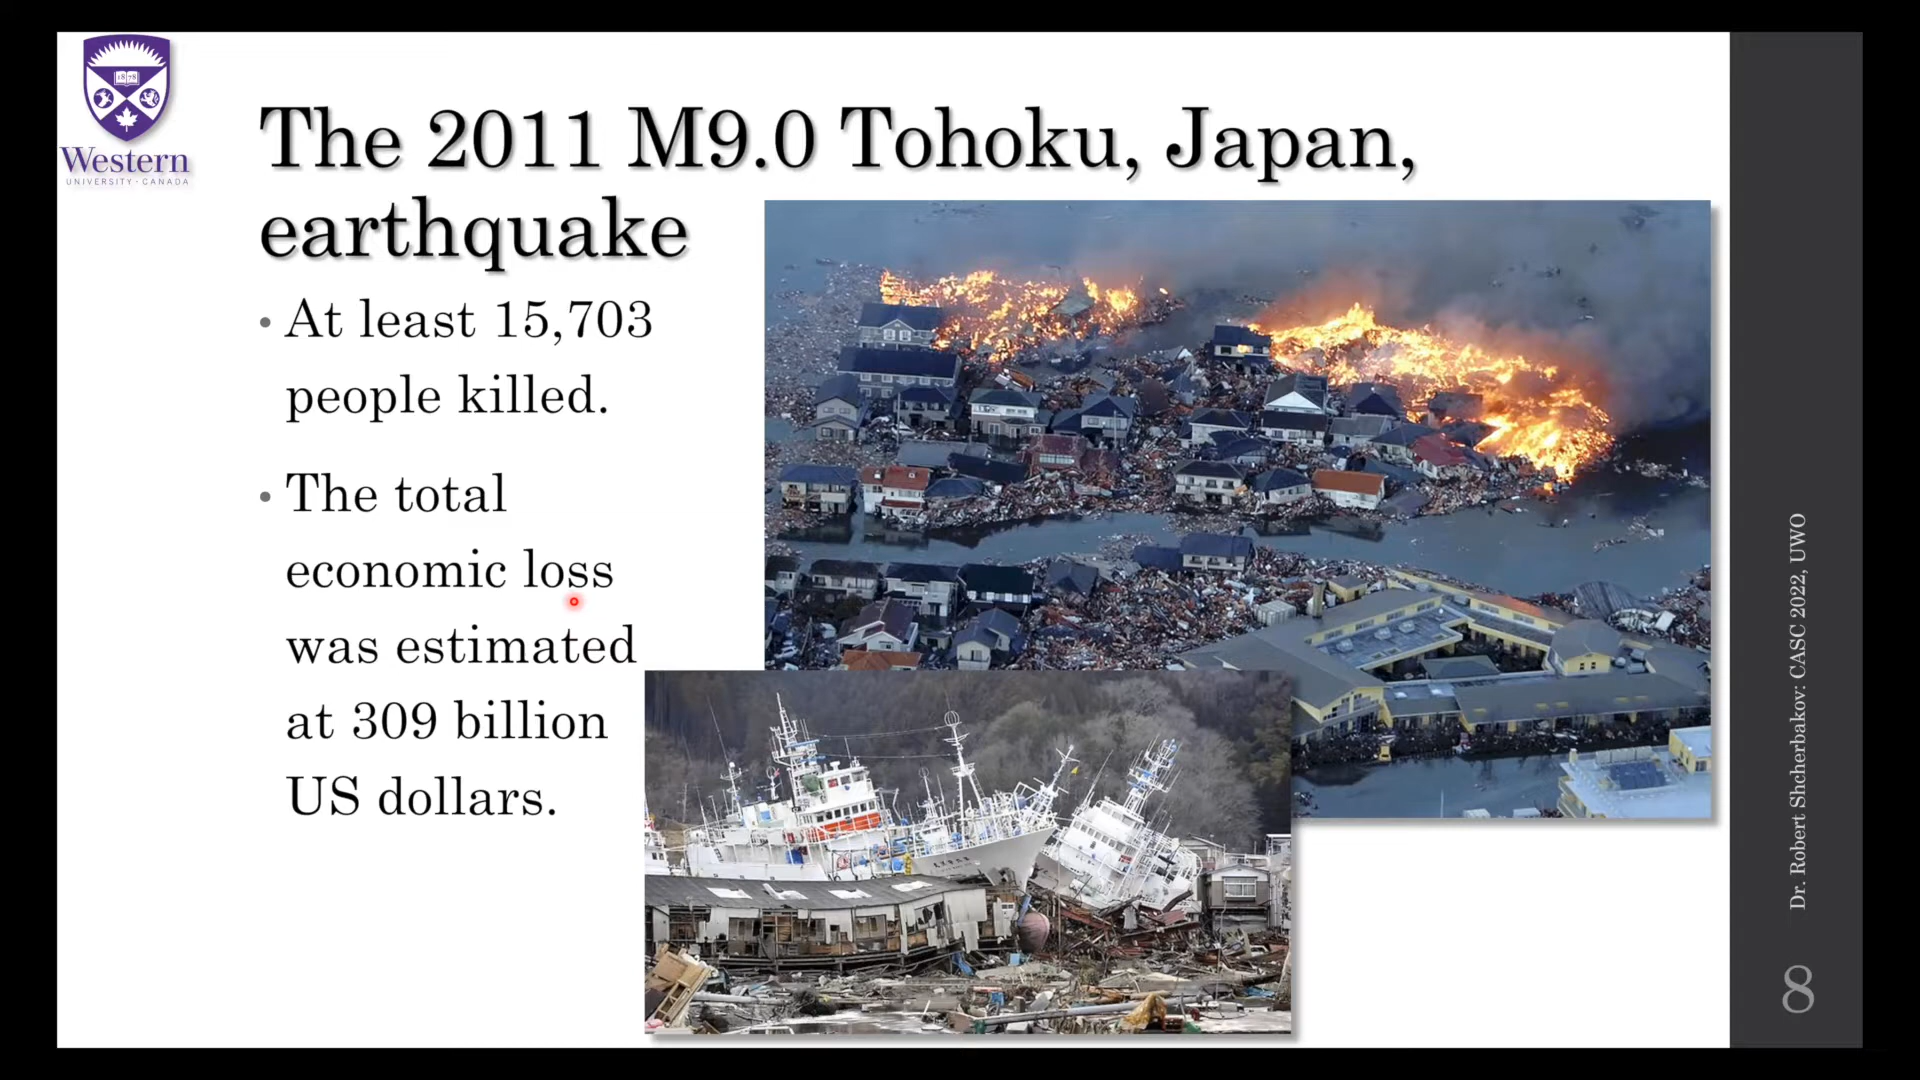 1878
Western
UNIVERSITY · CANADA
The 2011 M9.0 Tohoku, Japan,
earthquake
• At least 15,703
people killed.
• The total
economic loss
was estimated
at 309 billion
US dollars.
Dr. Robert Shcherbakov: CASC 2022, UWO
8